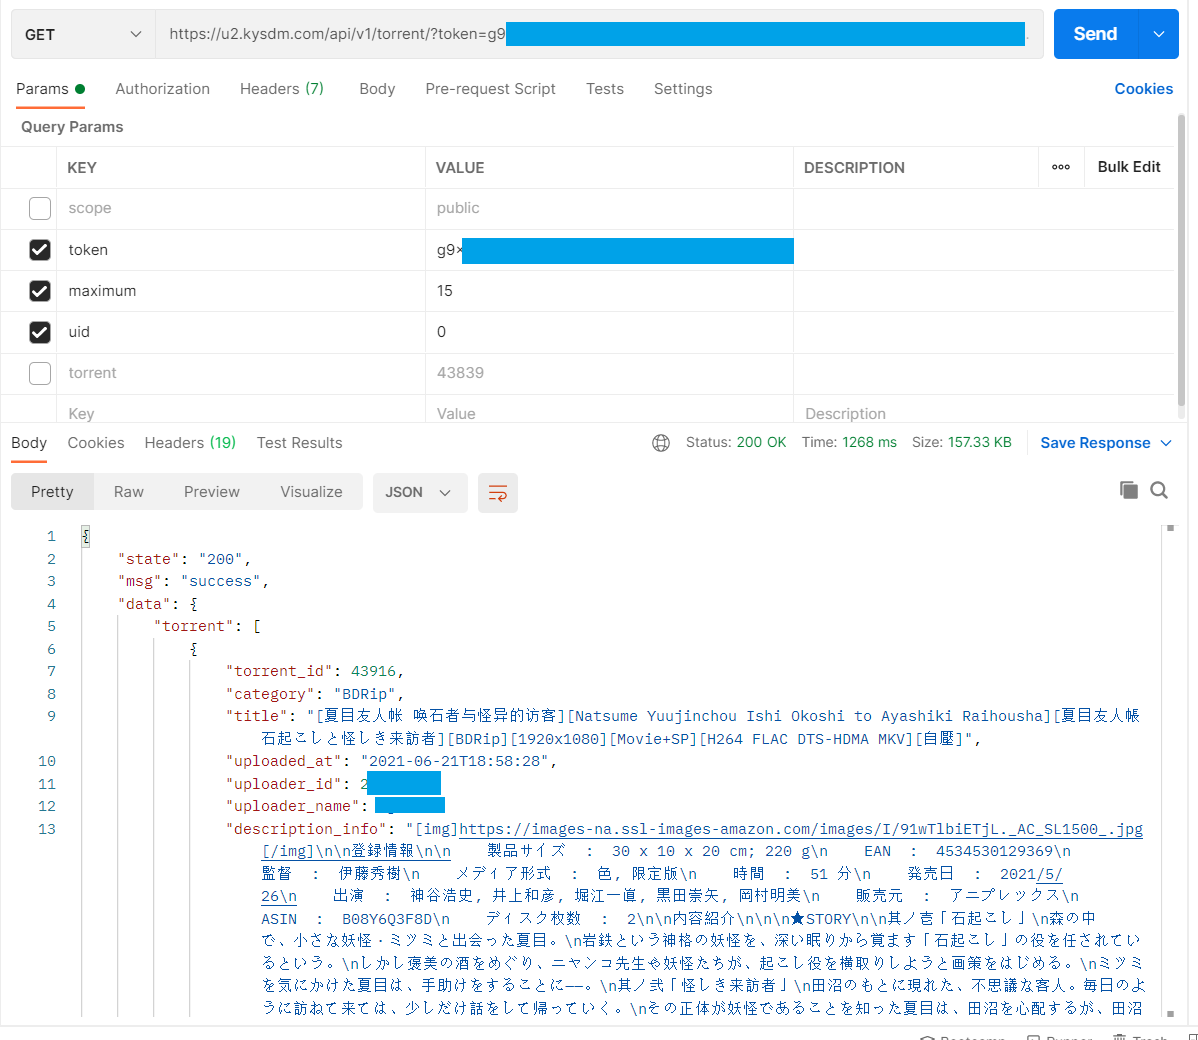 GET https://u2.kysdm.com/api/v1/torrent/?token=g9 Send
Params Authorization Headers (7) Body Pre-request Script Tests Settings Cookies
Query Params
KEY VALUE DESCRIPTION Bulk Edit
scope public
token g9
maximum 15
uid 0
torrent 43839
Key Value Description
Body Cookies Headers (19) Test Results Status: 200 OK Time: 1268 ms Size: 157.33 KB Save Response
Pretty Raw Preview Visualize JSON
1 {
2 "state": "200",
3 "msg": "success",
4 "data": {
5 "torrent": [
6 {
7 "torrent_id": 43916,
8 "category": "BDRip",
9 "title": "[夏目友人帐 唤石者与怪异的访客][Natsume Yuujinchou Ishi Okoshi to Ayashiki Raihousha][夏目友人帳
石起こしと怪しき来訪者][BDRip][1920x1080][Movie+SP][H264 FLAC DTS-HDMA MKV][自壓]",
10 "uploaded_at": "2021-06-21T18:58:28",
11 "uploader_id": 2
12 "uploader_name":
13 "description_info": "[img]https://images-na.ssl-images-amazon.com/images/I/91wTlbiETjL._AC_SL1500_.jpg
[/img]\n\n登録情報\n\n 製品サイズ ‏ : ‎ 30 x 10 x 20 cm; 220 g\n EAN ‏ : ‎ 4534530129369\n
監督 ‏ : ‎ 伊藤秀樹\n メディア形式 ‏ : ‎ 色, 限定版\n 時間 ‏ : ‎ 51 分\n 発売日 ‏ : ‎ 2021/5/
26\n 出演 ‏ : ‎ 神谷浩史, 井上和彦, 堀江一眞, 黒田崇矢, 岡村明美\n 販売元 ‏ : ‎ アニプレックス\n
ASIN ‏ : ‎ B08Y6Q3F8D\n ディスク枚数 ‏ : ‎ 2\n\n内容紹介\n\n\n★STORY\n\n其ノ壱「石起こし」\n森の中
で、小さな妖怪・ミツミと出会った夏目。\n岩鉄という神格の妖怪を、深い眠りから覚ます「石起こし」の役を任されてい
るという。\nしかし褒美の酒をめぐり、ニャンコ先生や妖怪たちが、起こし役を横取りしようと画策をはじめる。\nミツミ
を気にかけた夏目は、手助けをすることに——。\n其ノ弐「怪しき来訪者」\n田沼のもとに現れた、不思議な客人。毎日のよ
うに訪ねて来ては、少しだけ話をして帰っていく。\nその正体が妖怪であることを知った夏目は、田沼を心配するが、田沼